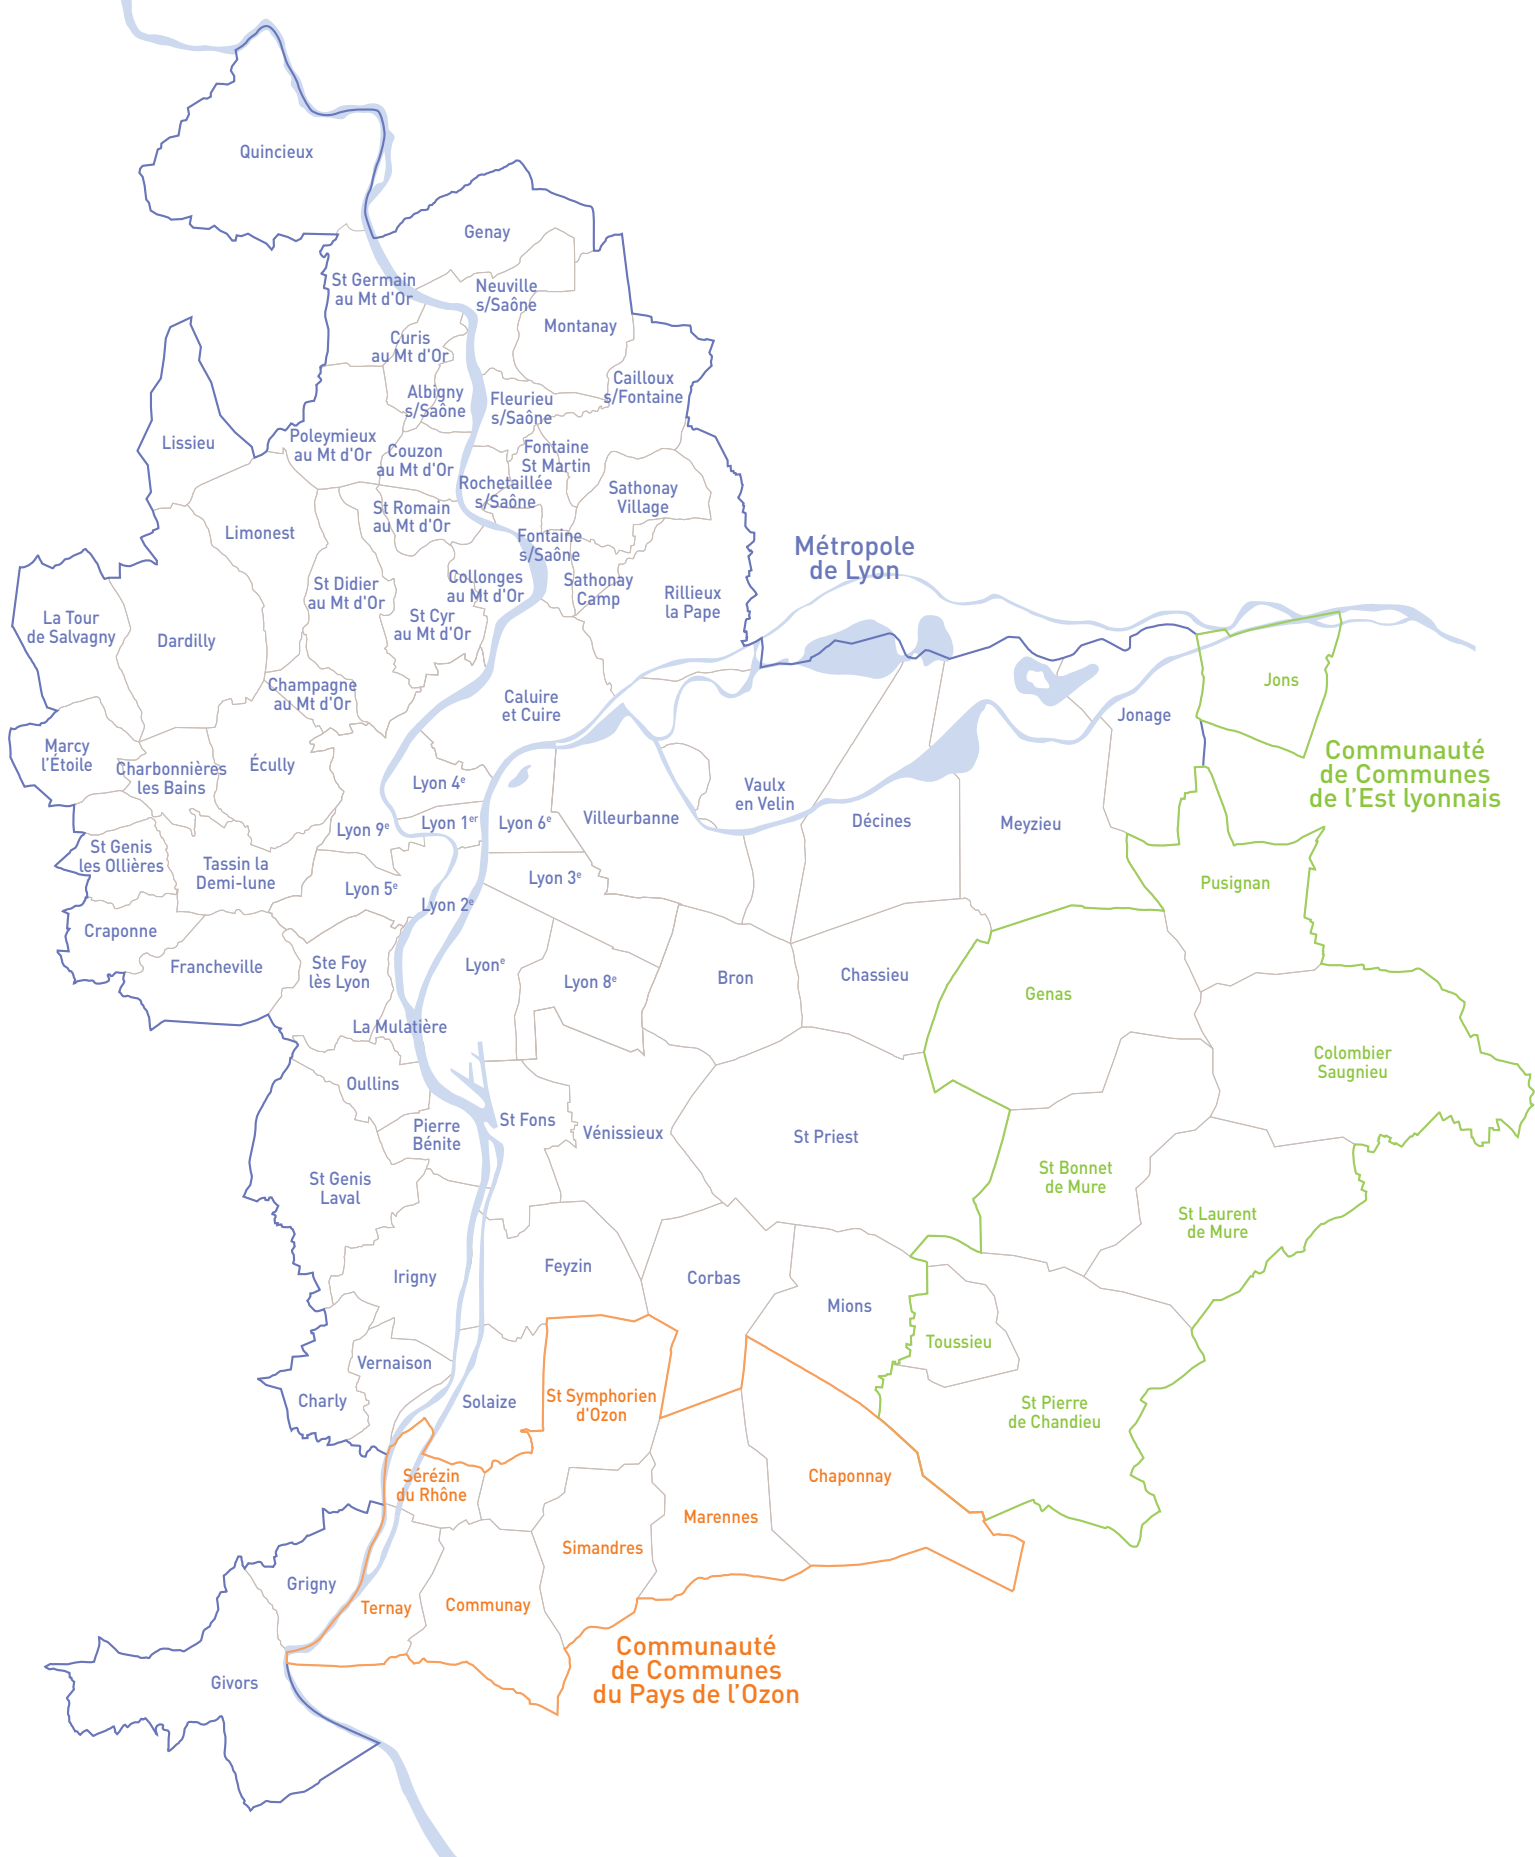 Quincieux
Genay
St Germain
au Mt d'Or
Neuville
s/Saône
Montanay
Curis
au Mt d'Or
Cailloux
s/Fontaine
Albigny
s/Saône
Fleurieu
s/Saône
Lissieu
Poleymieux
au Mt d'Or
Couzon
au Mt d'Or
Fontaine
St Martin
Rochetaillée
s/Saône
Sathonay
Village
St Romain
au Mt d'Or
Limonest
Fontaine
s/Saône
Métropole
de Lyon
St Didier
au Mt d'Or
Collonges
au Mt d'Or
Sathonay
Camp
Rillieux
la Pape
La Tour
de Salvagny
Dardilly
St Cyr
au Mt d'Or
Champagne
au Mt d'Or
Caluire
et Cuire
Jons
Jonage
Marcy
l'Étoile
Charbonnières
les Bains
Écully
Communauté
de Communes
de l'Est lyonnais
Lyon 4e
Vaulx
en Velin
Lyon 9e
Lyon 1er
Lyon 6e
Villeurbanne
Décines
Meyzieu
St Genis
les Ollières
Tassin la
Demi-lune
Lyon 5e
Lyon 3e
Pusignan
Lyon 2e
Craponne
Francheville
Ste Foy
lès Lyon
Lyone
Lyon 8e
Bron
Chassieu
Genas
La Mulatière
Colombier
Saugnieu
Oullins
Pierre
Bénite
St Fons
Vénissieux
St Priest
St Genis
Laval
St Bonnet
de Mure
St Laurent
de Mure
Irigny
Feyzin
Corbas
Mions
Toussieu
Vernaison
Charly
Solaize
St Symphorien
d'Ozon
St Pierre
de Chandieu
Sérézin
du Rhône
Chaponnay
Marennes
Simandres
Grigny
Ternay
Communay
Communauté
de Communes
du Pays de l'Ozon
Givors